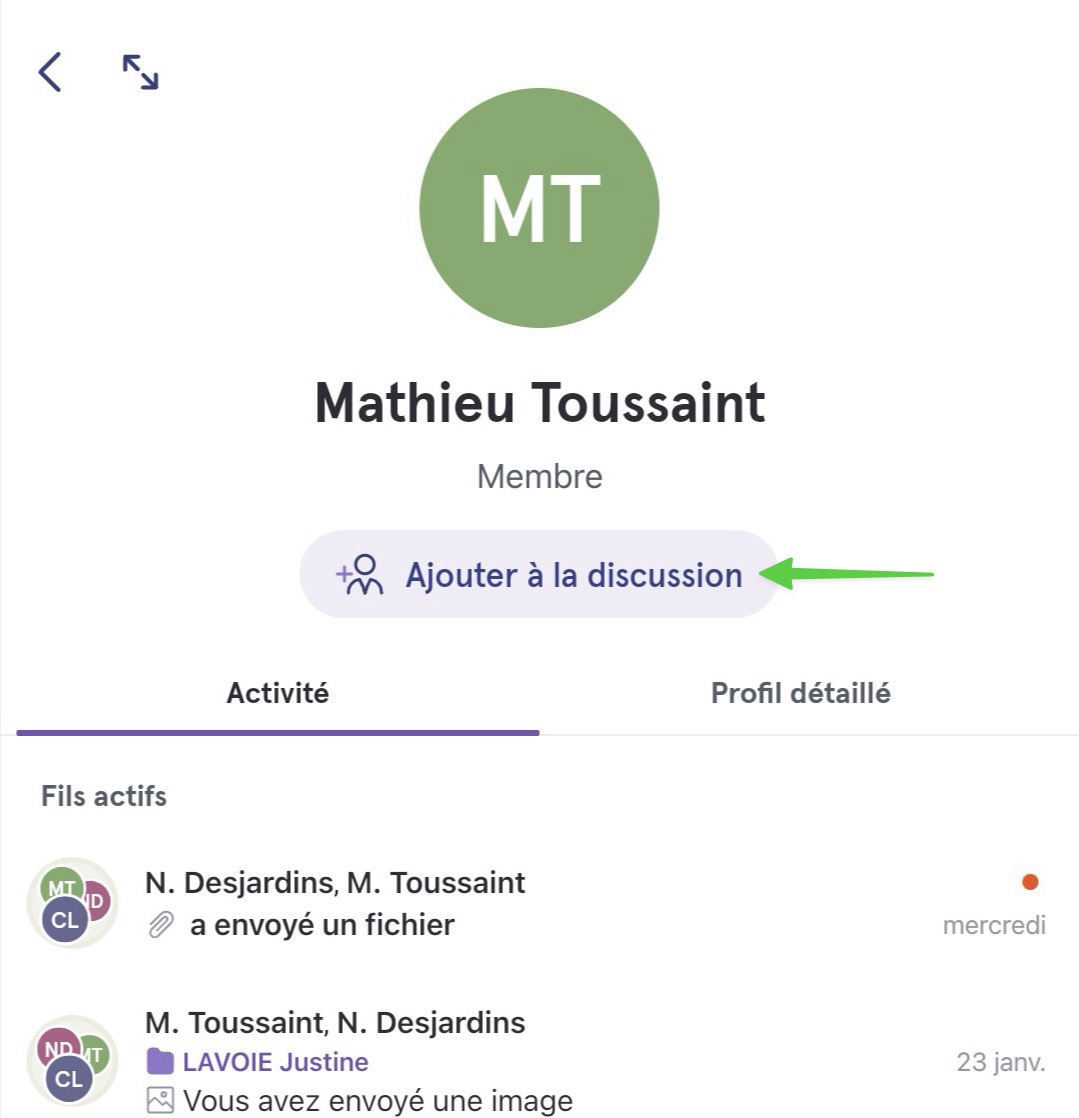 MT
Mathieu Toussaint
Membre
Ajouter à la discussion
Activité
Profil détaillé
Fils actifs
MT
ND
CL
N. Desjardins, M. Toussaint
a envoyé un fichier
mercredi
ND
MT
CL
M. Toussaint, N. Desjardins
LAVOIE Justine
23 janv.
Vous avez envoyé une image